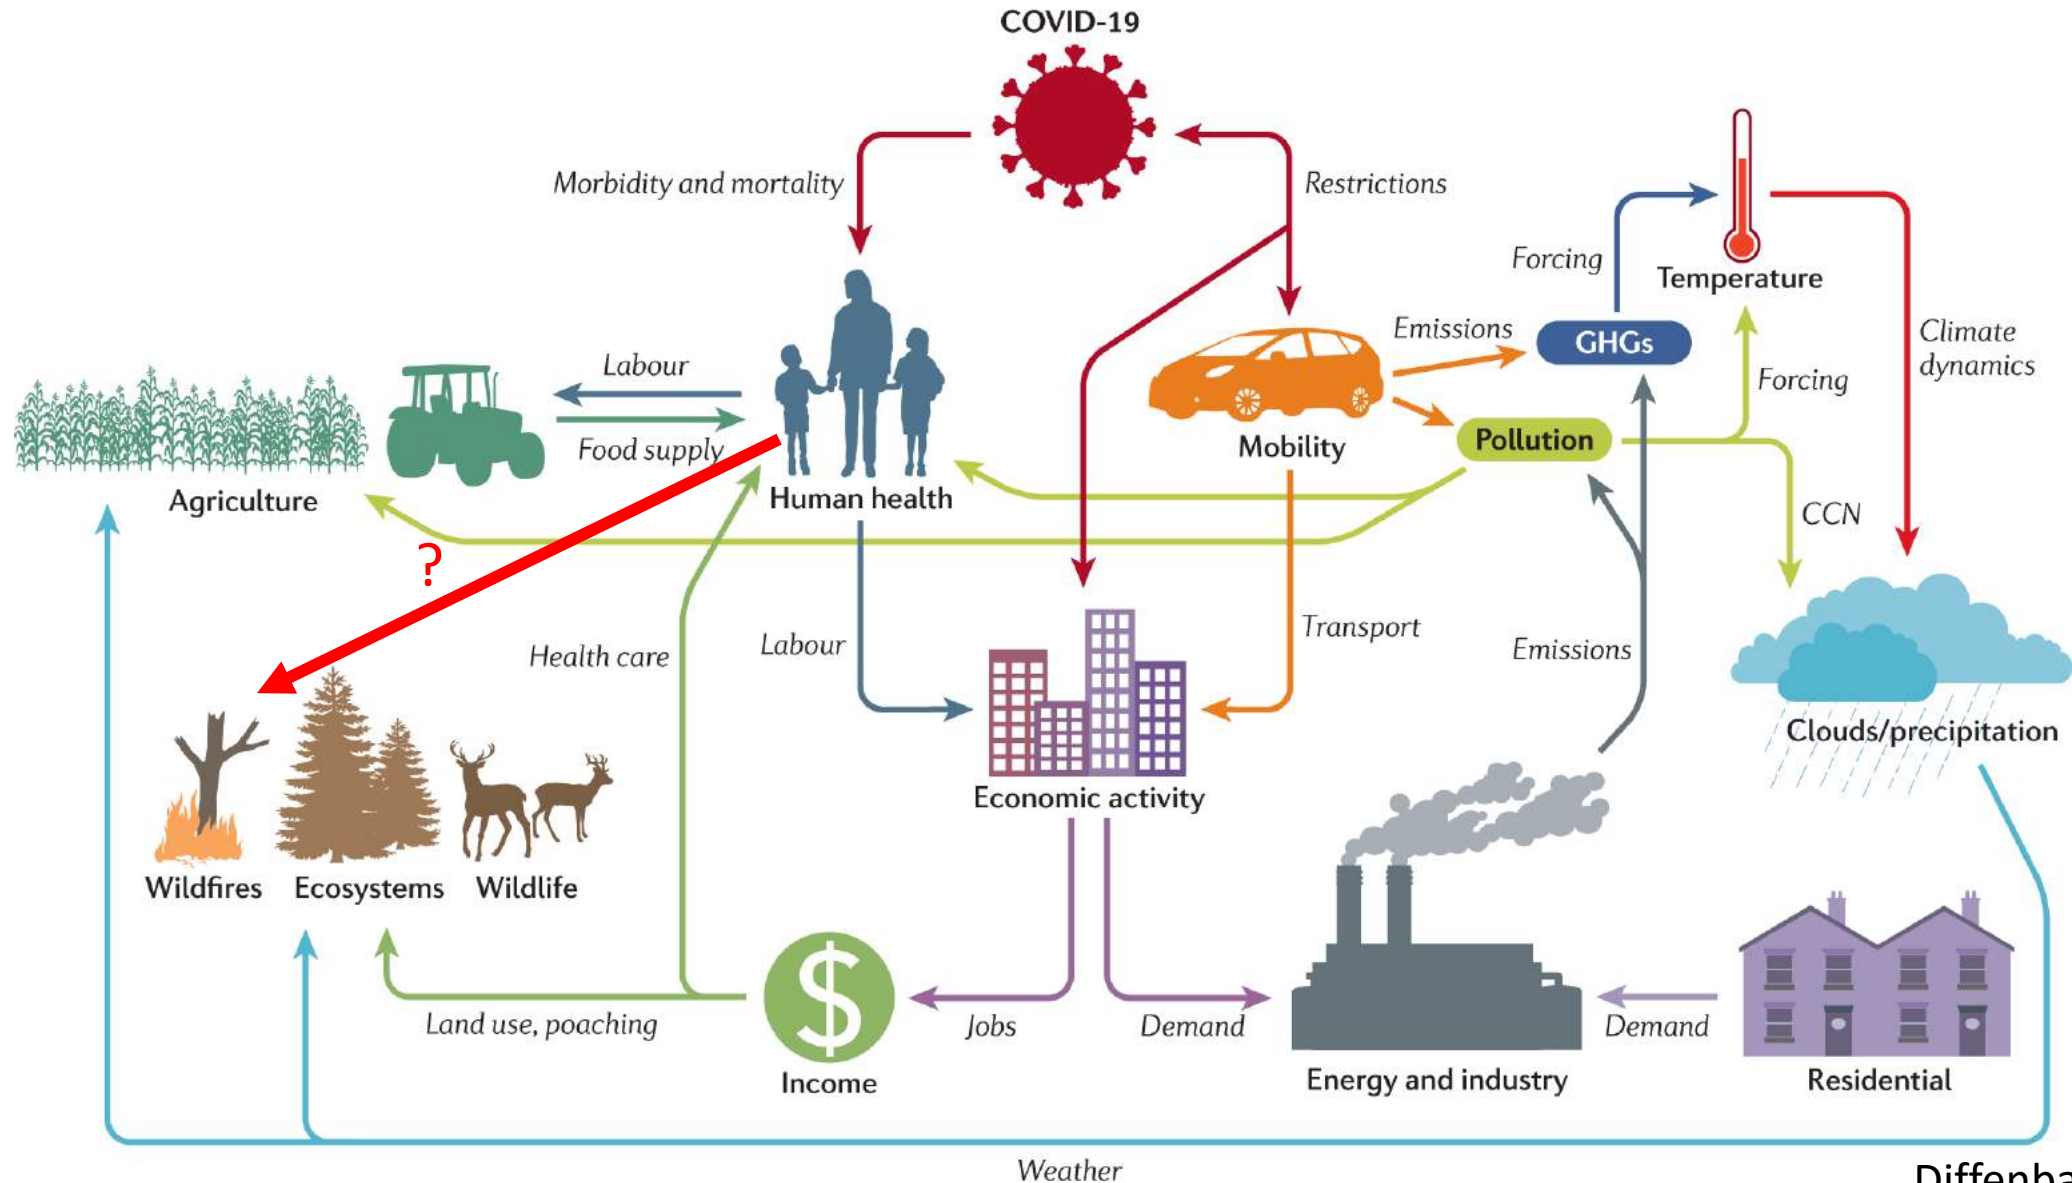 COVID-19
Morbidity and mortality
Restrictions
Forcing
Temperature
Emissions
GHGs
Climate
dynamics
Labour
Forcing
Food supply
Mobility
Pollution
Agriculture
Human health
CCN
?
Health care
Labour
Transport
Emissions
Clouds/precipitation
Economic activity
Wildfires
Ecosystems
Wildlife
$
Land use, poaching
Jobs
Demand
Demand
Income
Energy and industry
Residential
Weather